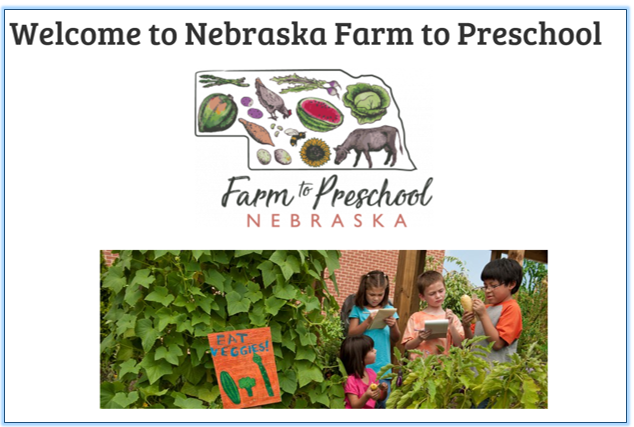 Welcome to Nebraska Farm to Preschool
Farm to Preschool
NEBRASKA
EAT
VEGGIES!